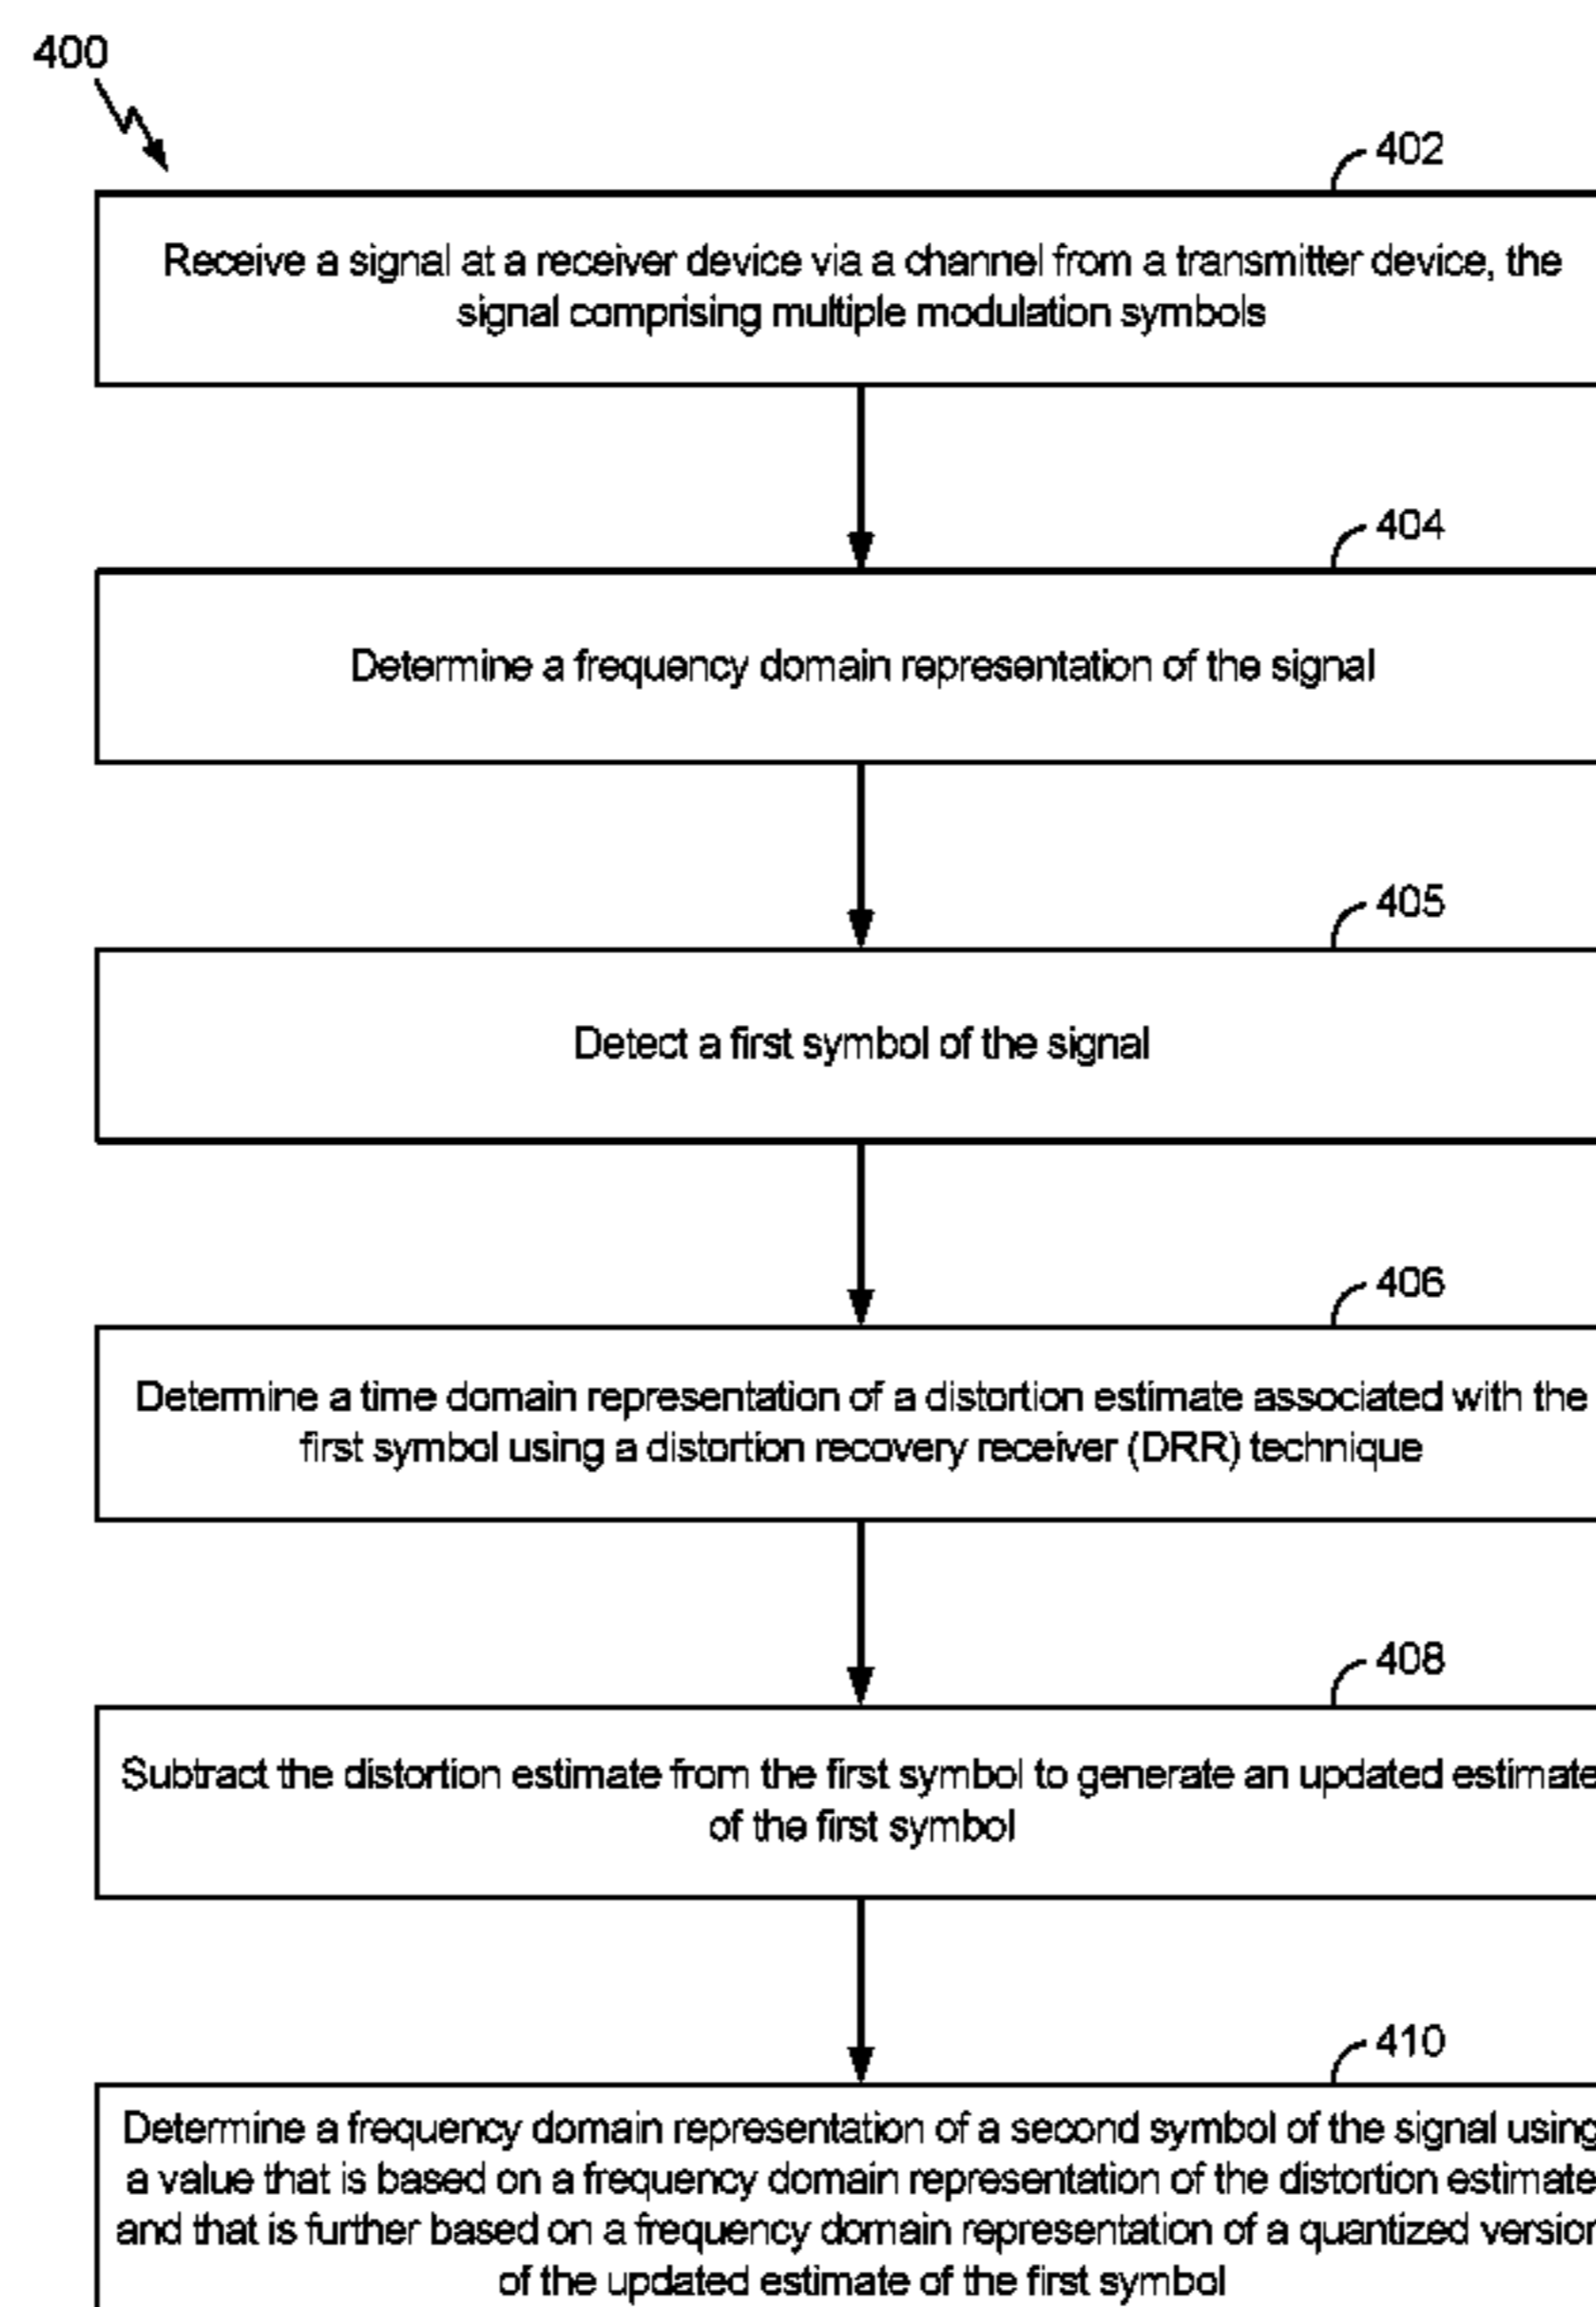 400
402
Receive a signal at a receiver device via a channel from a transmitter device, the
signal comprising multiple modulation symbols
404
Determine a frequency domain representation of the signal
405
Detect a first symbol of the signal
406
Determine a time domain representation of a distortion estimate associated with the
first symbol using a distortion recovery receiver (DRR) technique
408
Subtract the distortion estimate from the first symbol to generate an updated estimate
of the first symbol
410
Determine a frequency domain representation of a second symbol of the signal using
a value that is based on a frequency domain representation of the distortion estimate
and that is further based on a frequency domain representation of a quantized version
of the updated estimate of the first symbol